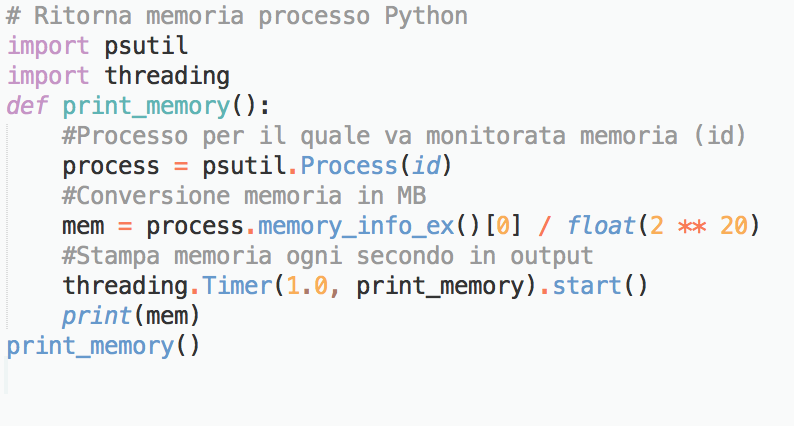 # Ritorna memoria processo Python
import psutil
import threading
def print_memory():
    #Processo per il quale va monitorata memoria (id)
    process = psutil.Process(id)
    #Conversione memoria in MB
    mem = process.memory_info_ex()[0] / float(2 ** 20)
    #Stampa memoria ogni secondo in output
    threading.Timer(1.0, print_memory).start()
    print(mem)
print_memory()